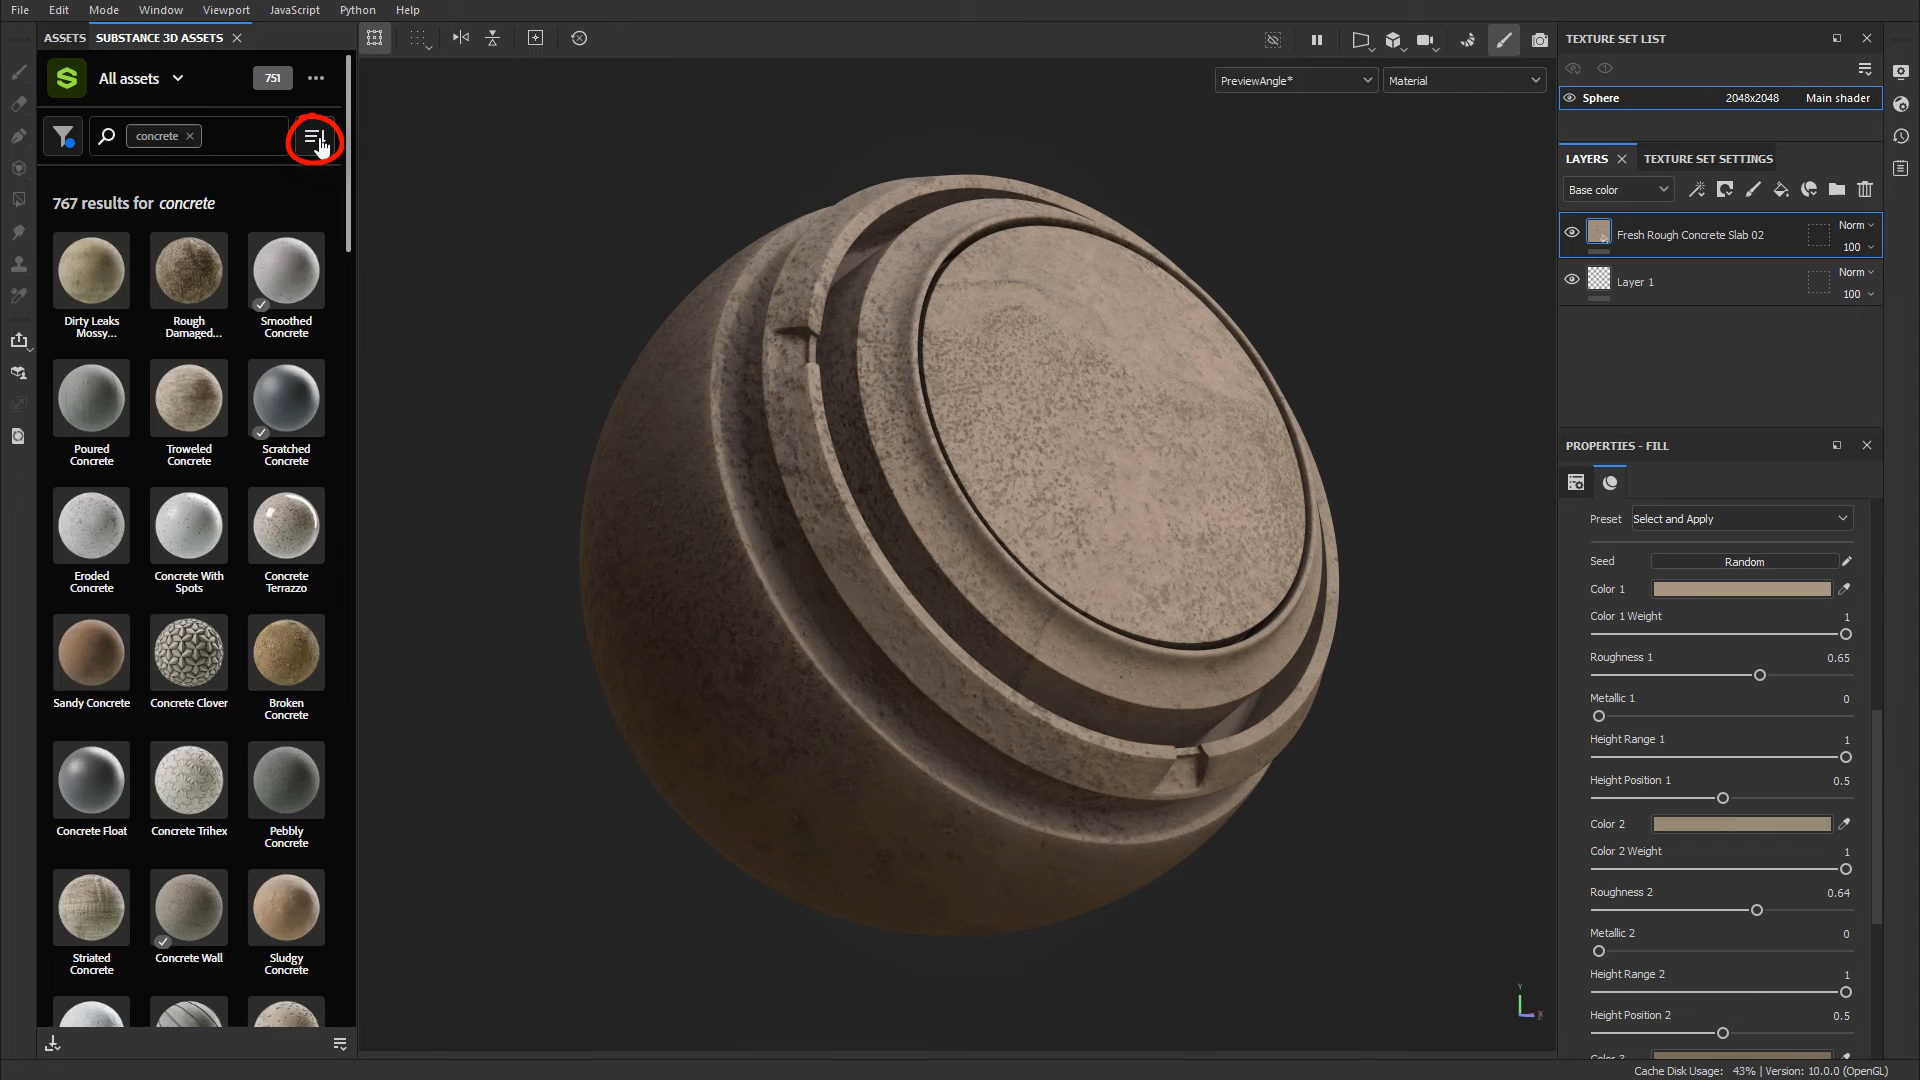 File Edit Mode Window Viewport JavaScript Python Help
ASSETS SUBSTANCE 3D ASSETS
All assets 751
concrete
767 results for concrete
Dirty Leaks Mossy...
Rough Damaged...
Smoothed Concrete
Poured Concrete
Troweled Concrete
Scratched Concrete
Eroded Concrete
Concrete With Spots
Concrete Terrazzo
Sandy Concrete
Concrete Clover
Broken Concrete
Concrete Float
Concrete Trihex
Pebbly Concrete
Striated Concrete
Concrete Wall
Sludgy Concrete
PreviewAngle* Material
Y
TEXTURE SET LIST
Sphere 2048x2048 Main shader
LAYERS TEXTURE SET SETTINGS
Base color
Fresh Rough Concrete Slab 02 Norm 100
Layer 1 Norm 100
PROPERTIES - FILL
Preset Select and Apply
Seed Random
Color 1
Color 1 Weight 1
Roughness 1 0.65
Metallic 1 0
Height Range 1 1
Height Position 1 0.5
Color 2
Color 2 Weight 1
Roughness 2 0.64
Metallic 2 0
Height Range 2 1
Height Position 2 0.5
Color 3
Cache Disk Usage: 43% | Version: 10.0.0 (OpenGL)